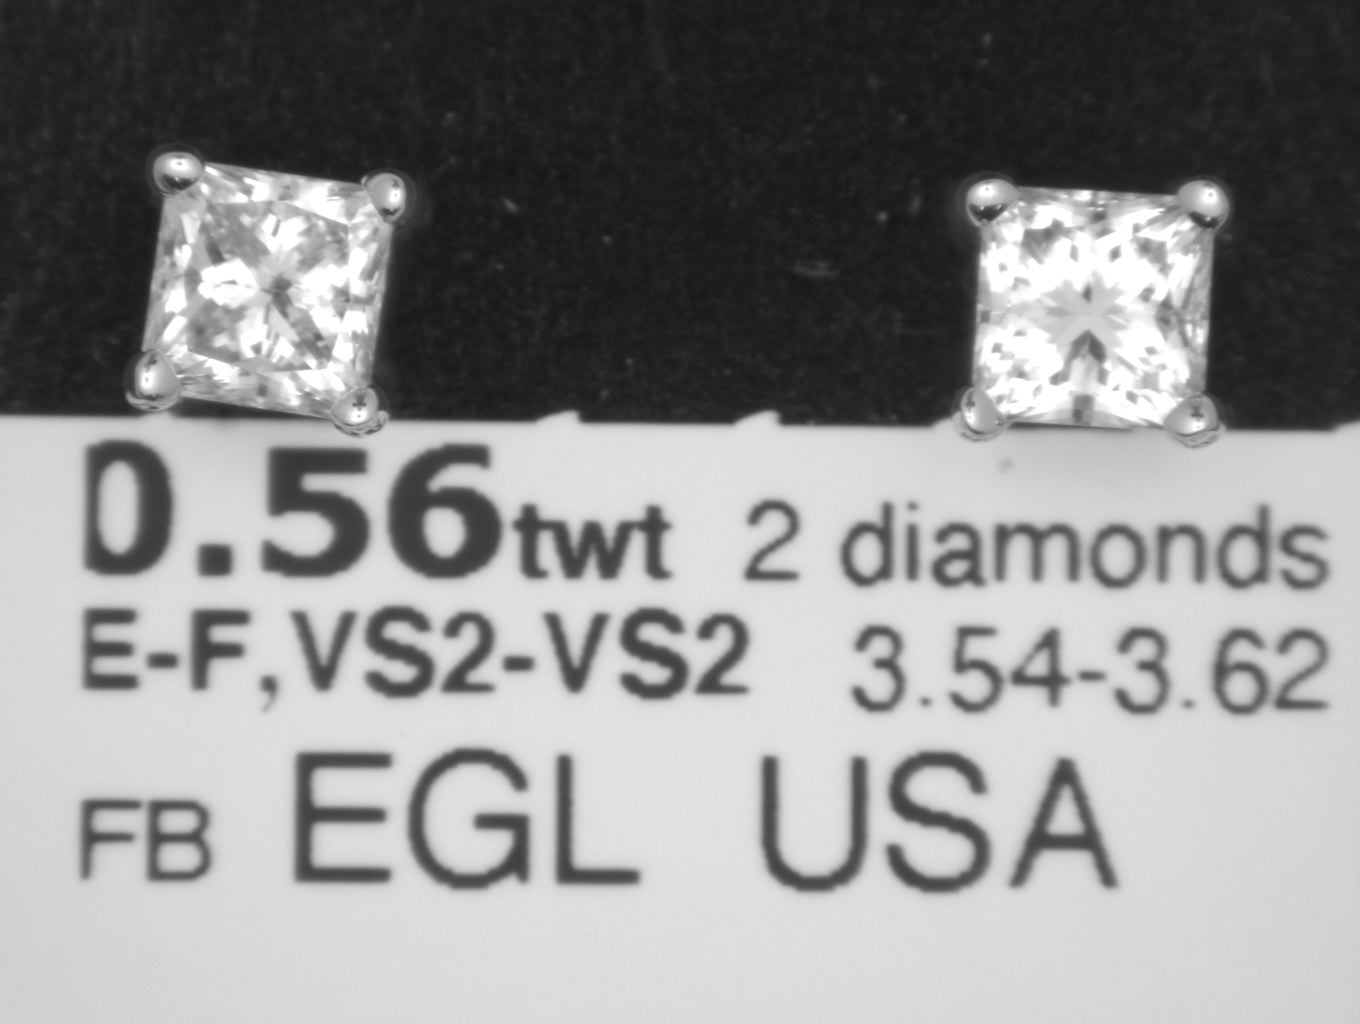 0.56twt 2 diamonds
E-F,VS2-VS2 3.54-3.62
FB EGL USA